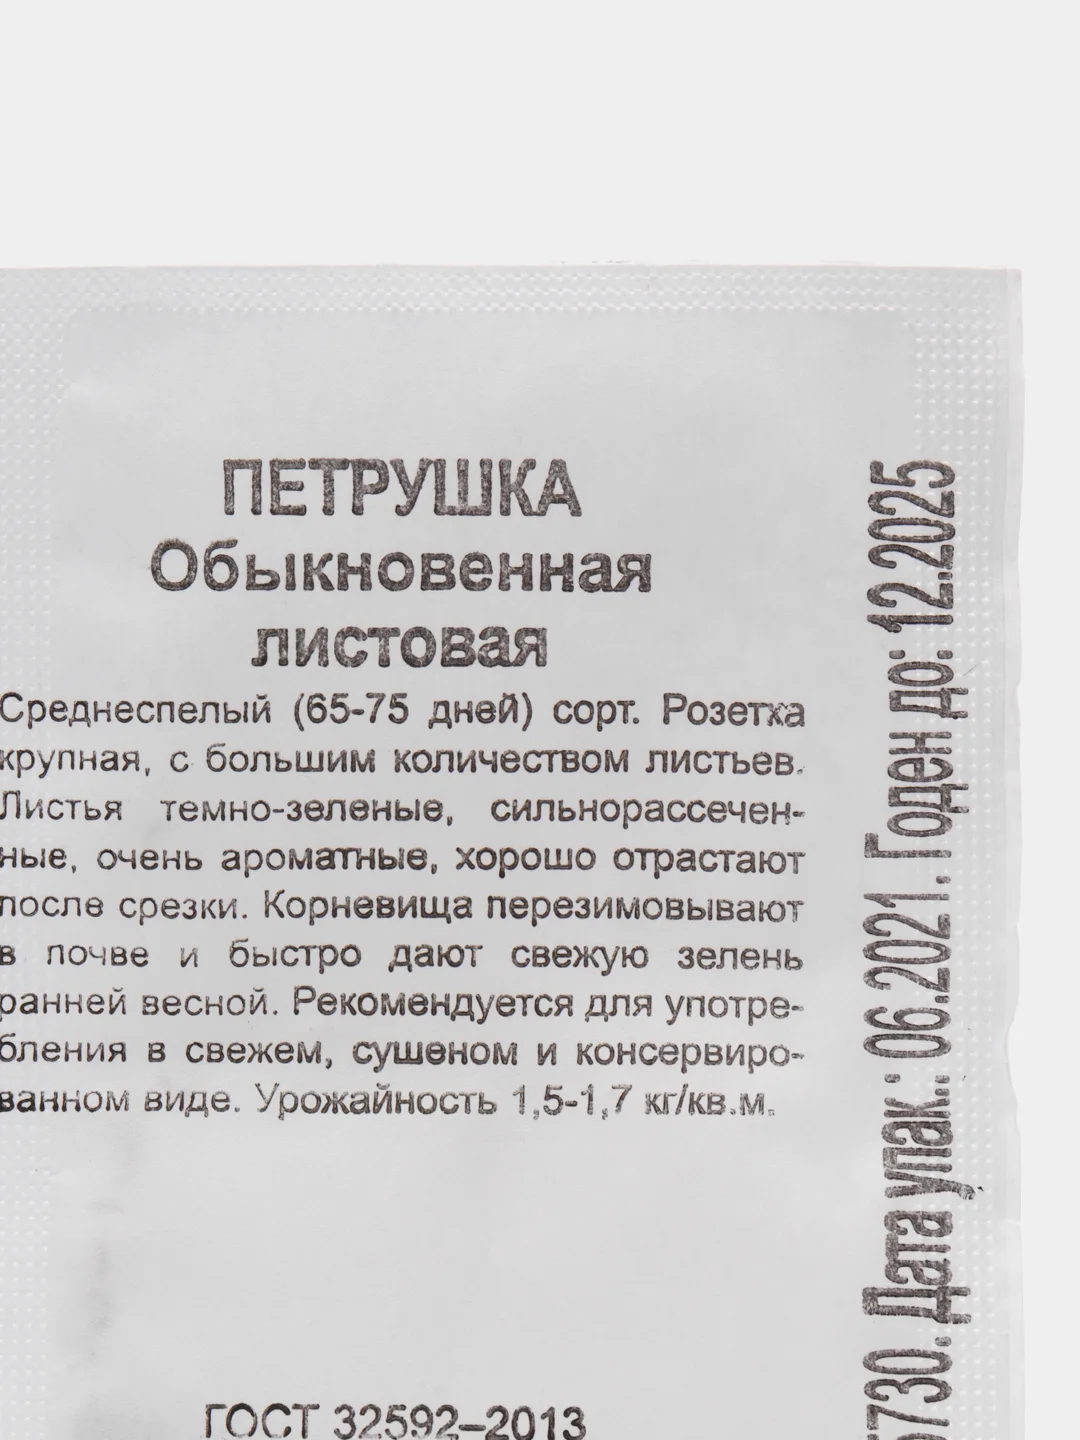 ПЕТРУШКА
Обыкновенная
листовая
Среднеспелый (65-75 дней) сорт. Розетка
крупная, с большим количеством листьев.
Листья темно-зеленые, сильнорассечен-
ные, очень ароматные, хорошо отрастают
после срезки. Корневища перезимовывают
в почве и быстро дают свежую зелень
ранней весной. Рекомендуется для употре-
бления в свежем, сушеном и консервиро-
ванном виде. Урожайность 1,5-1,7 кг/кв.м.
ГОСТ 32592–2013
5730. Дата упак.: 06.2021. Годен до: 12.2025